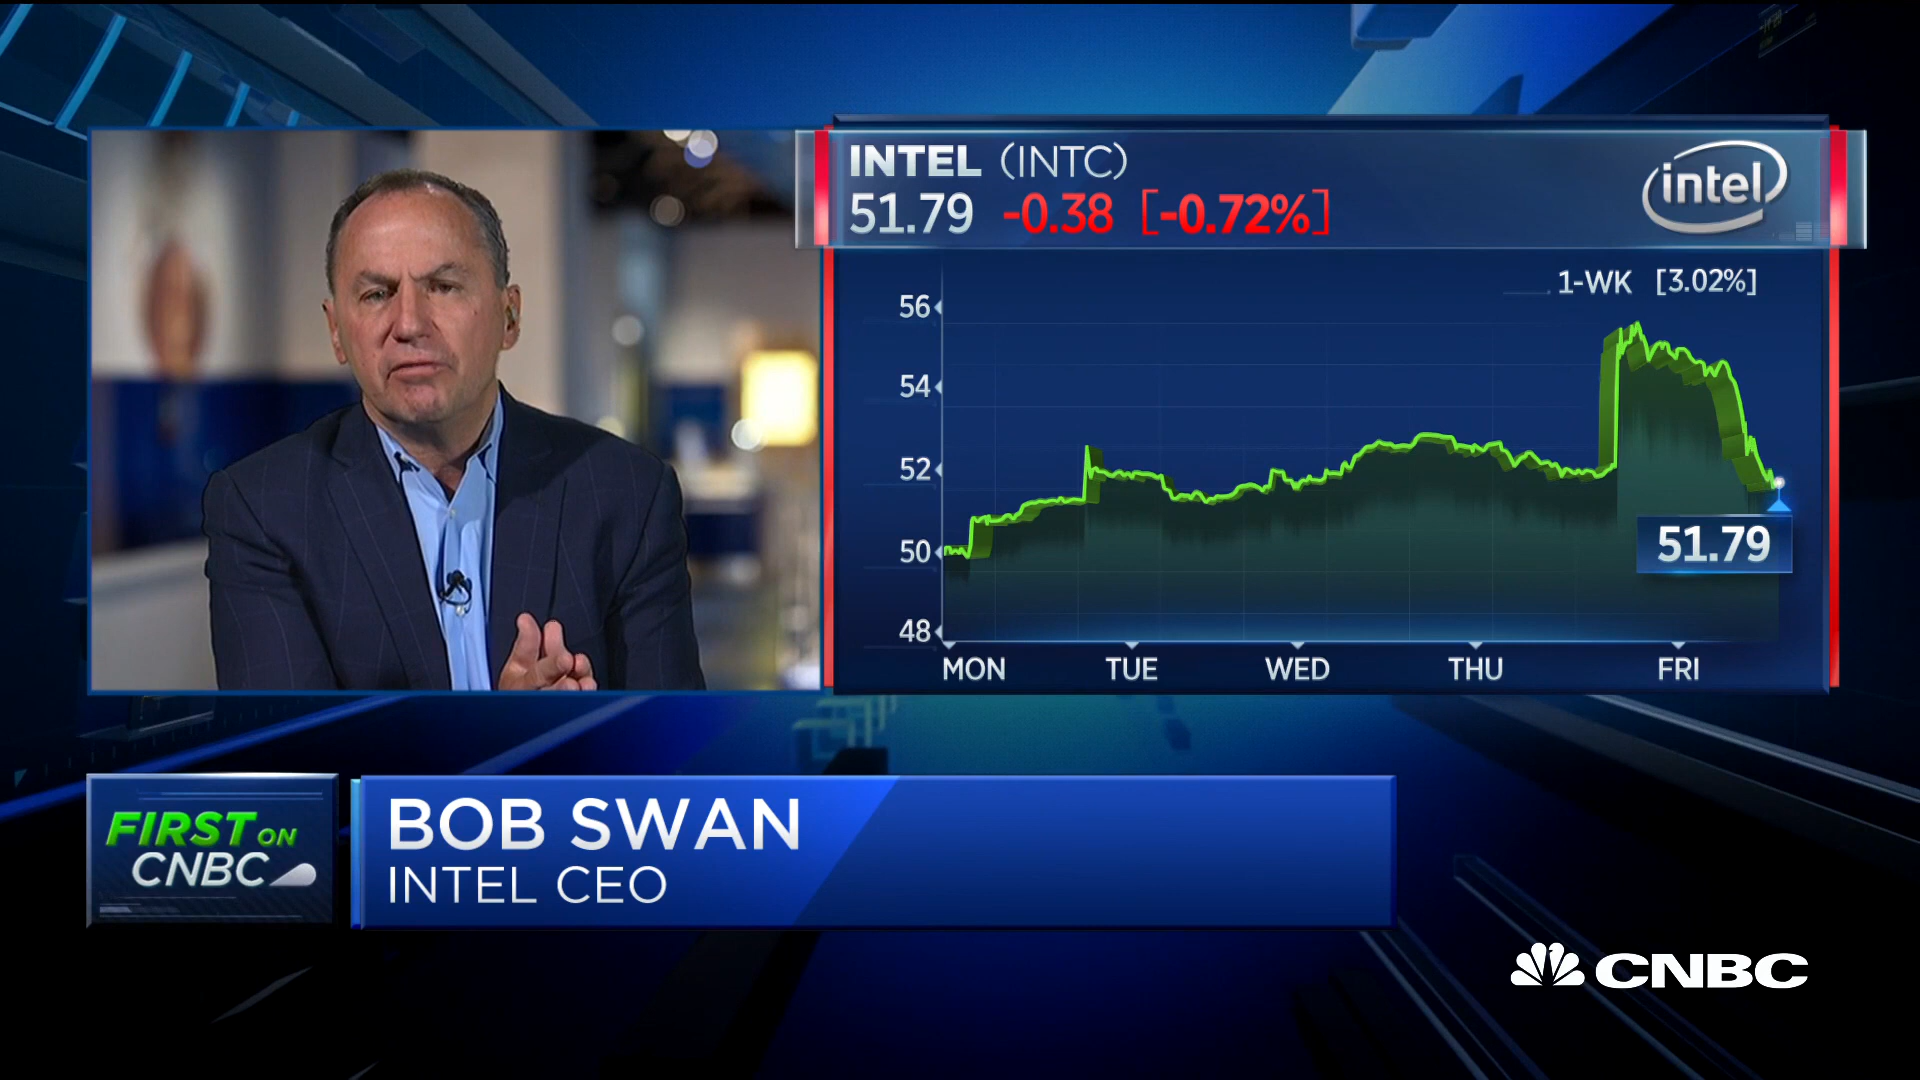 INTEL (INTC)
51.79 -0.38 [-0.72%]
intel
1-WK [3.02%]
56
54
52
50
48
51.79
MON TUE WED THU FRI
FIRST ON
CNBC
BOB SWAN
INTEL CEO
CNBC